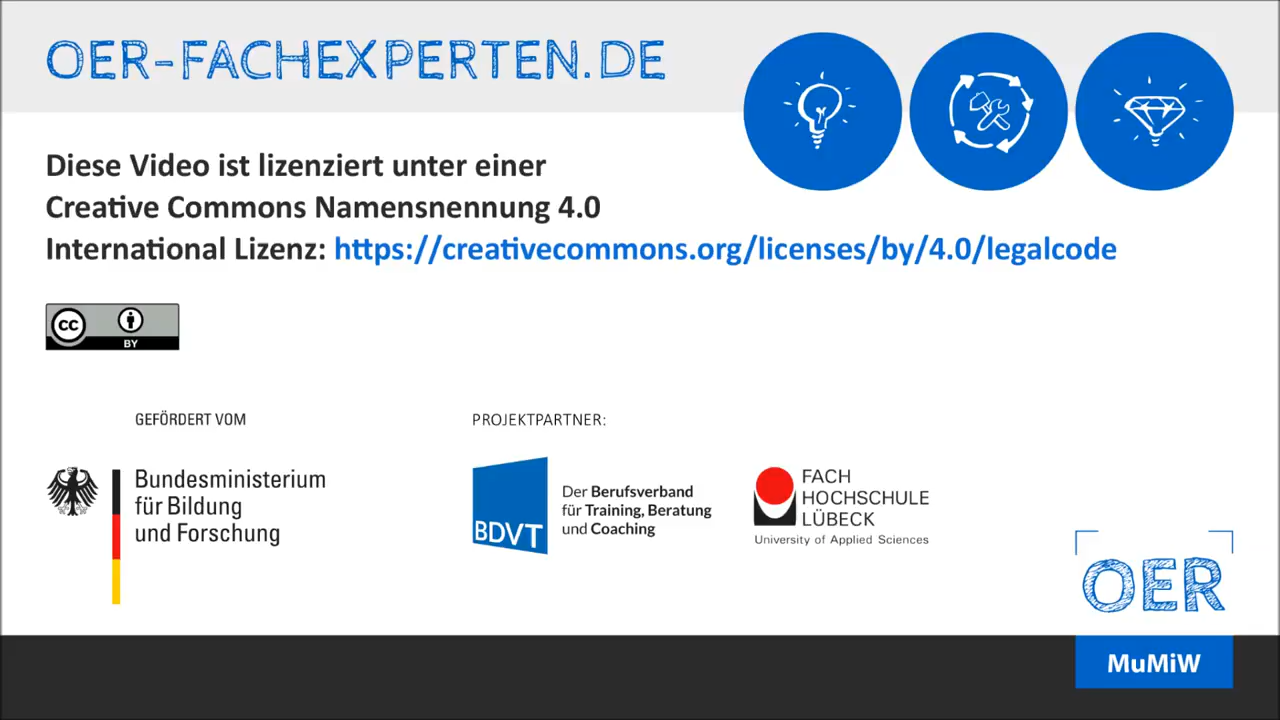 OER-FACHEXPERTEN.DE
Diese Video ist lizenziert unter einer
Creative Commons Namensnennung 4.0
International Lizenz: https://creativecommons.org/licenses/by/4.0/legalcode
CC
BY
GEFÖRDERT VOM
Bundesministerium
für Bildung
und Forschung
PROJEKTPARTNER:
BDVT
Der Berufsverband
für Training, Beratung
und Coaching
FACH
HOCHSCHULE
LÜBECK
University of Applied Sciences
OER
MuMiW